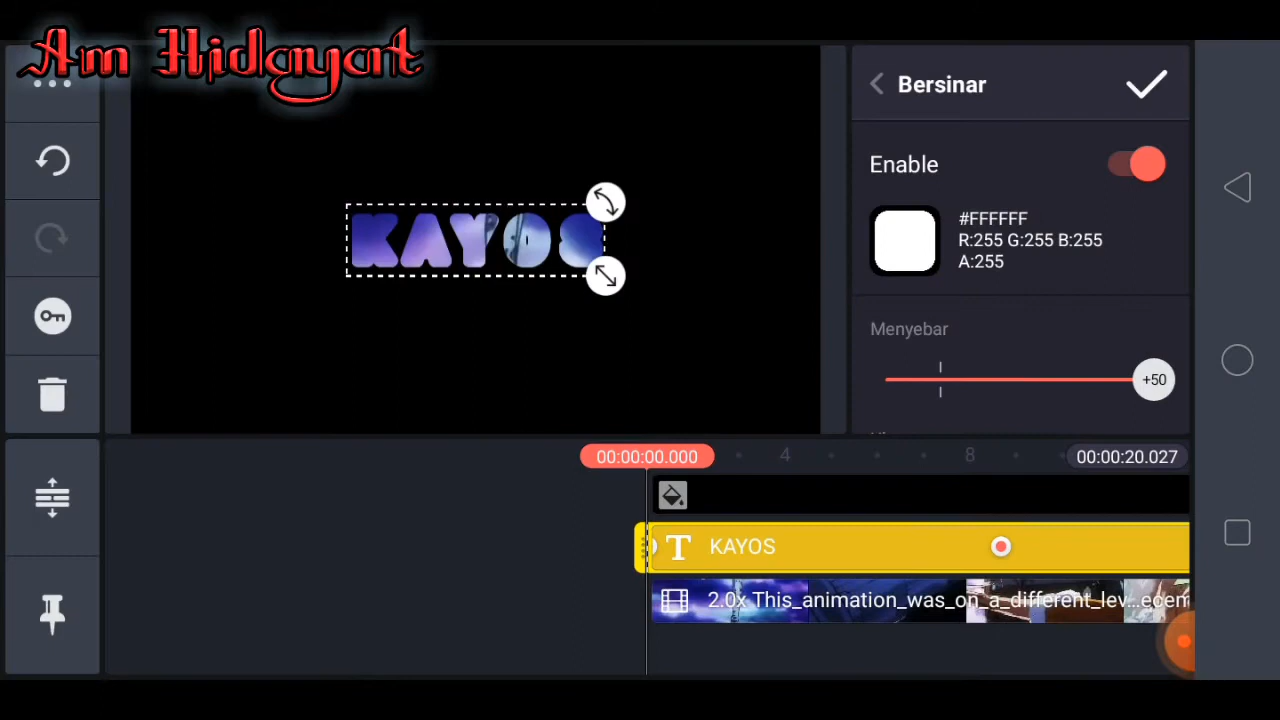 Am Hidayart
Bersinar
Enable
#FFFFFF
R:255 G:255 B:255
A:255
KAYOS
Menyebar
+50
00:00:00.000
4
8
00:00:20.027
T KAYOS
2.0x This_animation_was_on_a_different_lev...ecem